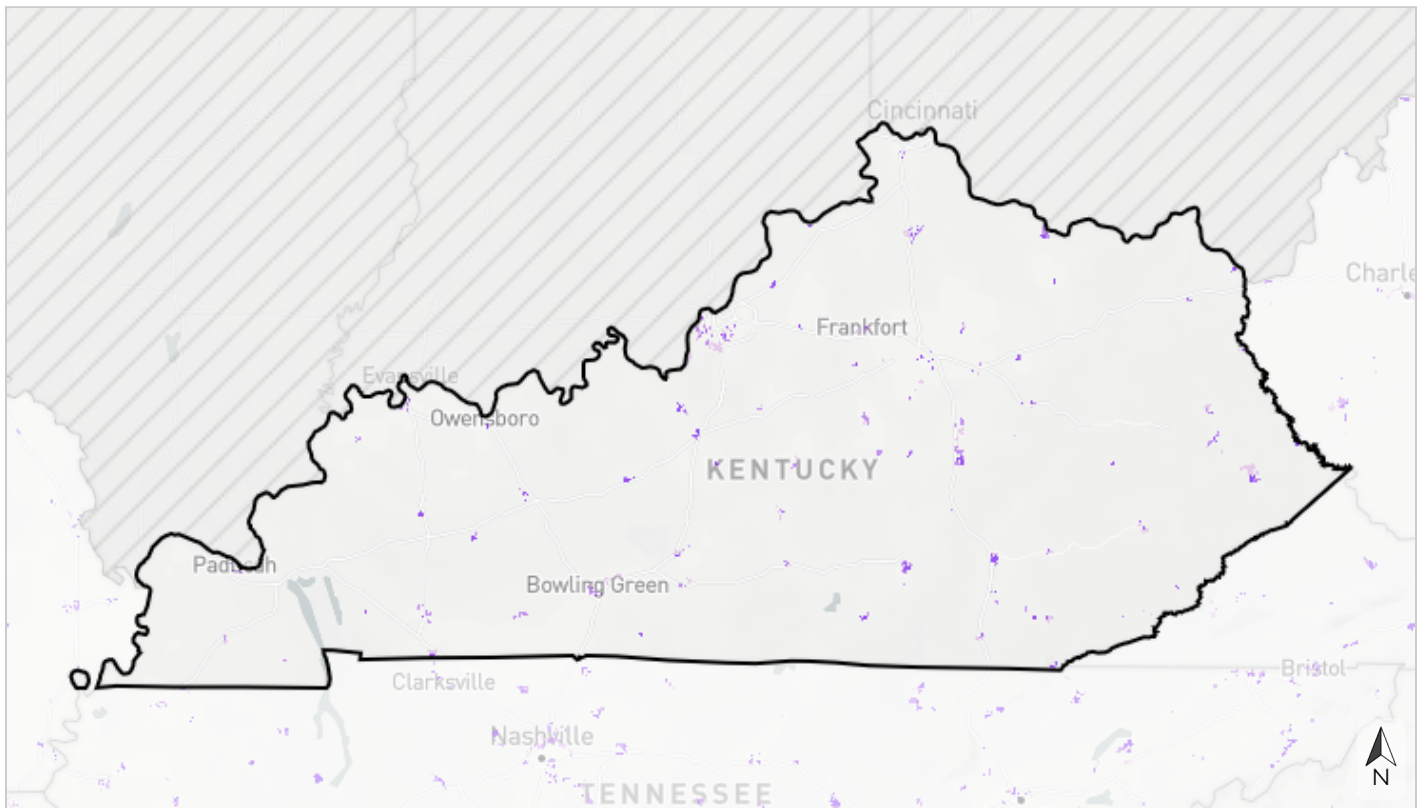 Cincinnati
Charle
Frankfort
Evansville
Owensboro
KENTUCKY
Paducah
Bowling Green
Bristol
Clarksville
Nashville
TENNESSEE
N